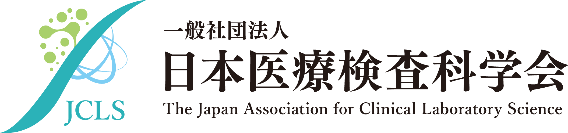 JCLS
一般社団法人
日本医療検査科学会
The Japan Association for Clinical Laboratory Science